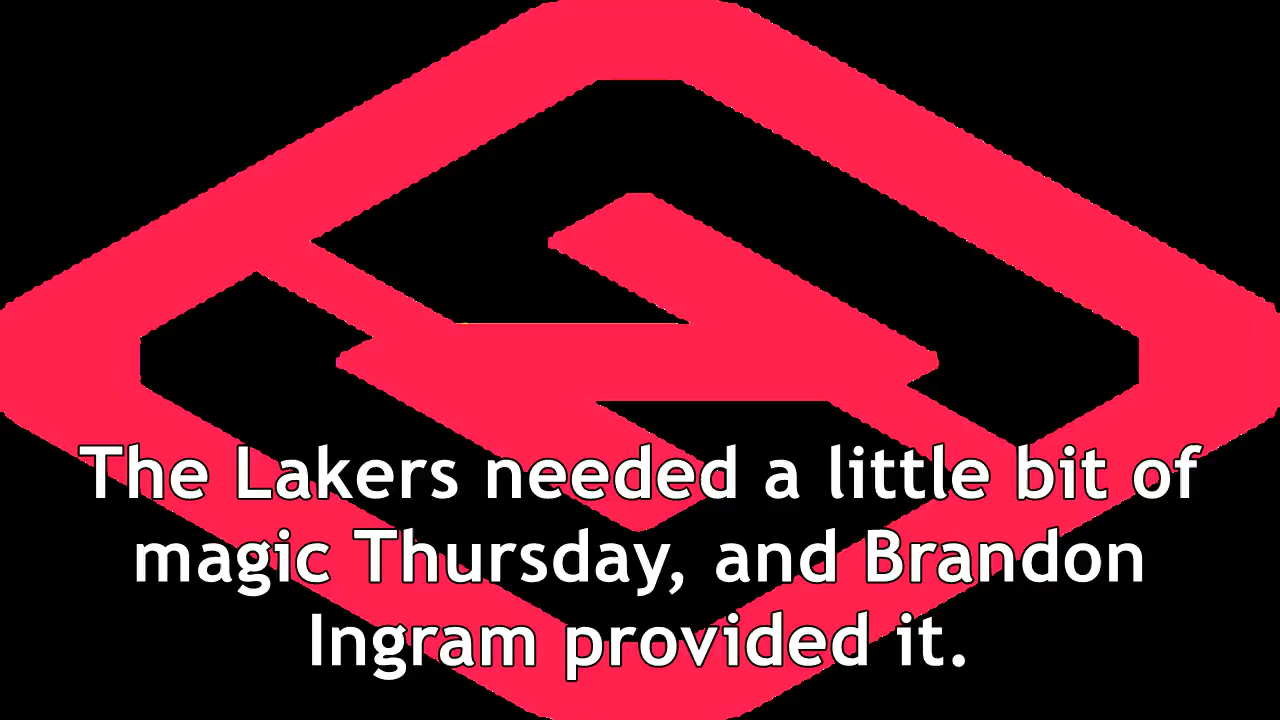 The Lakers needed a little bit of
magic Thursday, and Brandon
Ingram provided it.